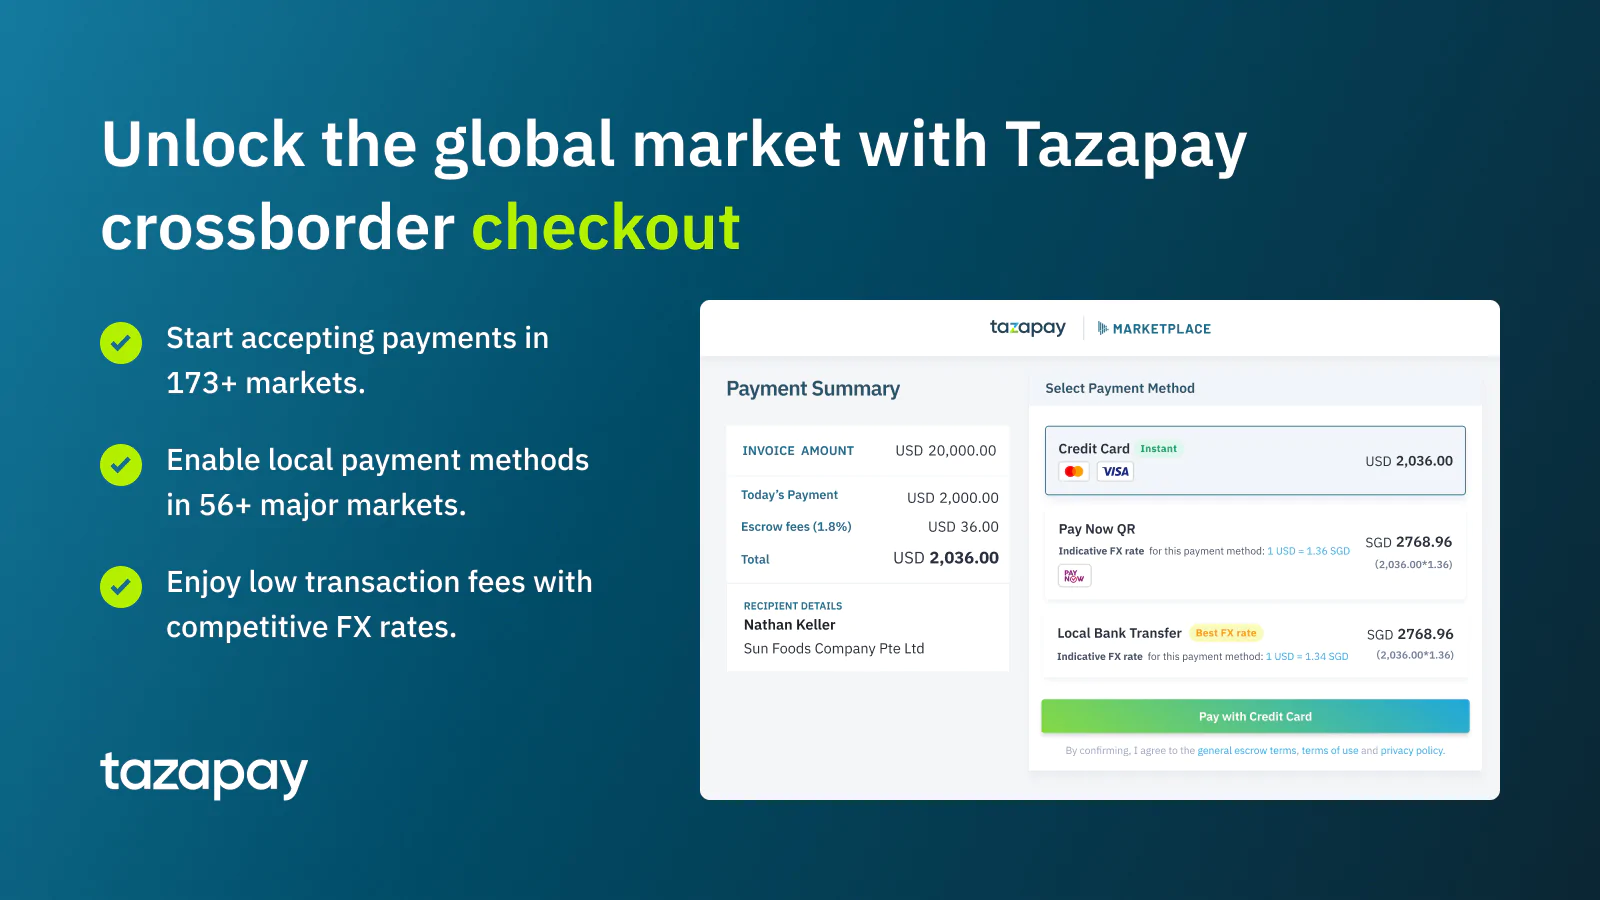 Unlock the global market with Tazapay
crossborder checkout
Start accepting payments in
173+ markets.
Enable local payment methods
in 56+ major markets.
Enjoy low transaction fees with
competitive FX rates.
tazapay
tazapay MARKETPLACE
Payment Summary
INVOICE AMOUNT USD 20,000.00
Today's Payment USD 2,000.00
Escrow fees (1.8%) USD 36.00
Total USD 2,036.00
RECIPIENT DETAILS
Nathan Keller
Sun Foods Company Pte Ltd
Select Payment Method
Credit Card Instant
VISA
USD 2,036.00
Pay Now QR
Indicative FX rate for this payment method: 1 USD = 1.36 SGD
PAY
NOW
SGD 2768.96
(2,036.00*1.36)
Local Bank Transfer Best FX rate
Indicative FX rate for this payment method: 1 USD = 1.34 SGD
SGD 2768.96
(2,036.00*1.36)
Pay with Credit Card
By confirming, I agree to the general escrow terms, terms of use and privacy policy.